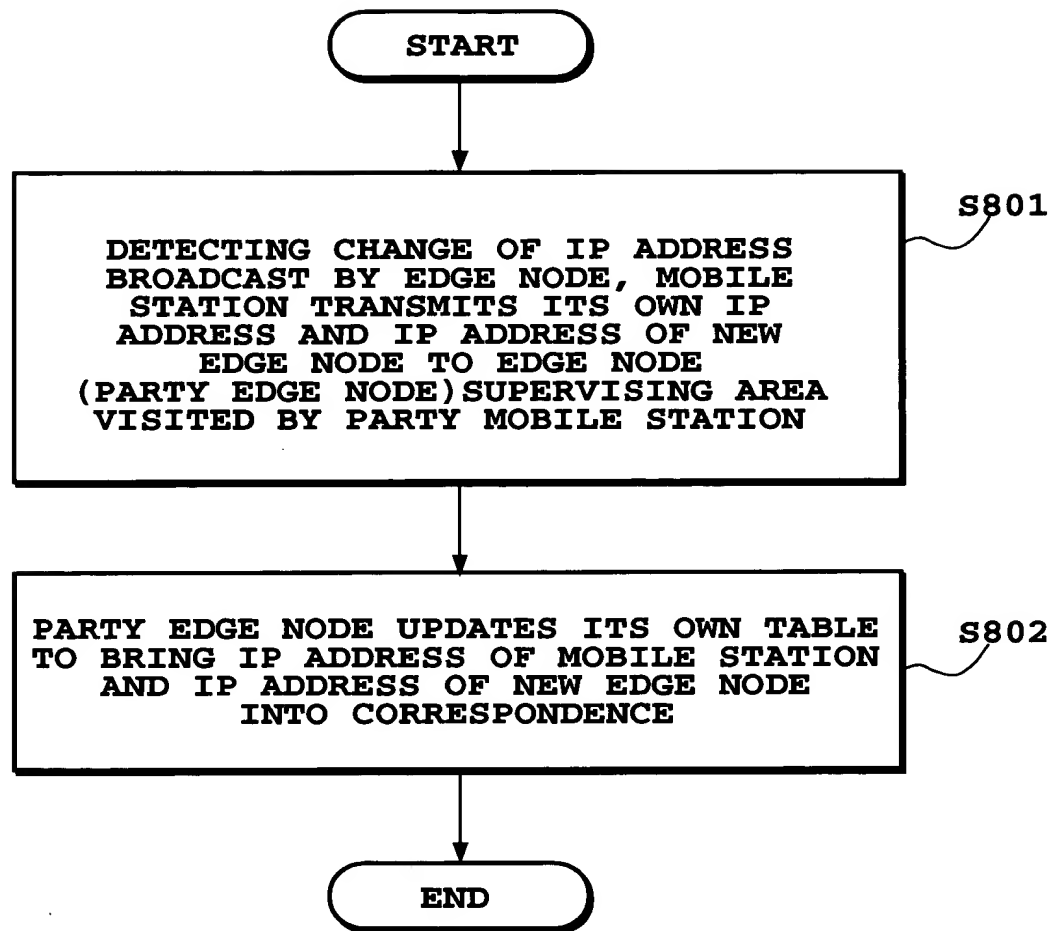 START
S801
DETECTING CHANGE OF IP ADDRESS
BROADCAST BY EDGE NODE, MOBILE
STATION TRANSMITS ITS OWN IP
ADDRESS AND IP ADDRESS OF NEW
EDGE NODE TO EDGE NODE
(PARTY EDGE NODE)SUPERVISING AREA
VISITED BY PARTY MOBILE STATION
S802
PARTY EDGE NODE UPDATES ITS OWN TABLE
TO BRING IP ADDRESS OF MOBILE STATION
AND IP ADDRESS OF NEW EDGE NODE
INTO CORRESPONDENCE
END